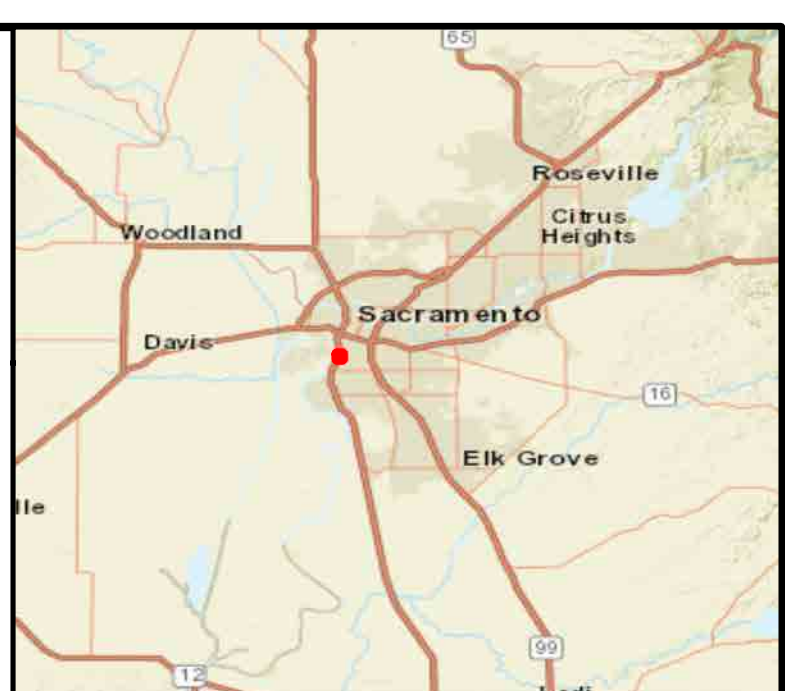 65
Roseville
Citrus
Heights
Woodland
Sacramento
Davis
16
Elk Grove
lle
99
12